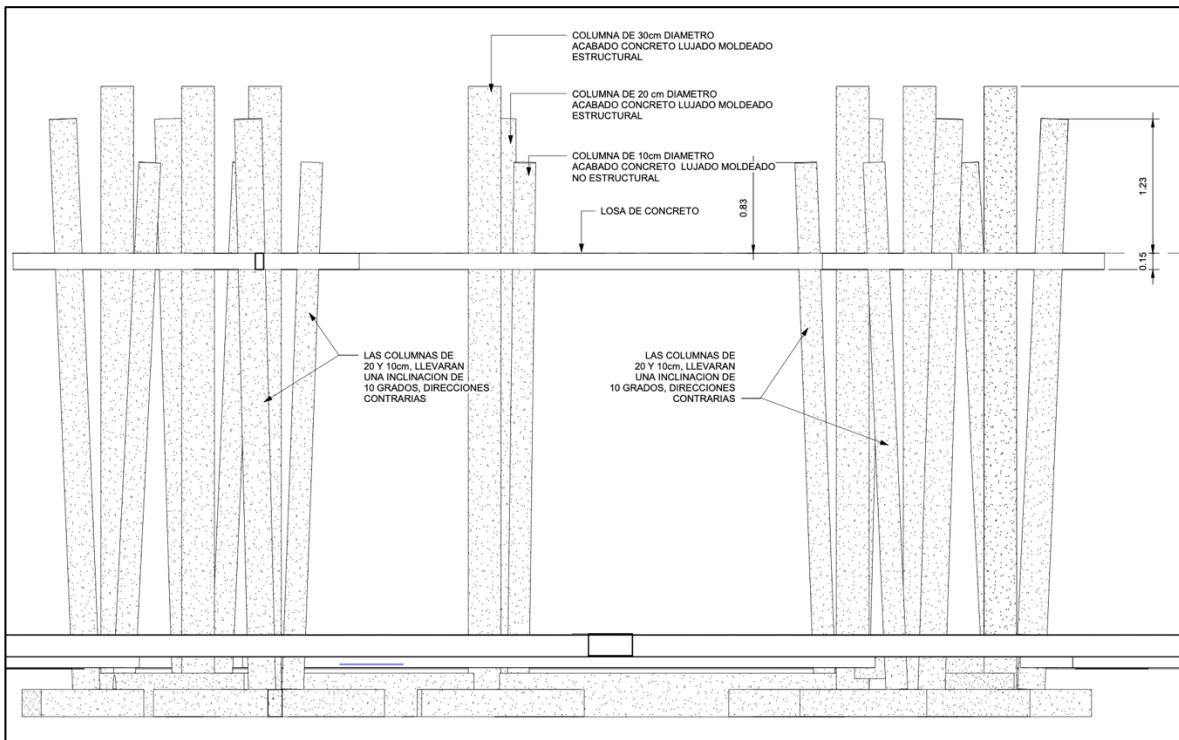 COLUMNA DE 30cm DIAMETRO
ACABADO CONCRETO LUJADO MOLDEADO
ESTRUCTURAL
COLUMNA DE 20 cm DIAMETRO
ACABADO CONCRETO LUJADO MOLDEADO
ESTRUCTURAL
COLUMNA DE 10cm DIAMETRO
ACABADO CONCRETO LUJADO MOLDEADO
NO ESTRUCTURAL
LOSA DE CONCRETO
0.83
1.23
0.15
LAS COLUMNAS DE
20 Y 10cm, LLEVARAN
UNA INCLINACION DE
10 GRADOS, DIRECCIONES
CONTRARIAS
LAS COLUMNAS DE
20 Y 10cm, LLEVARAN
UNA INCLINACION DE
10 GRADOS, DIRECCIONES
CONTRARIAS